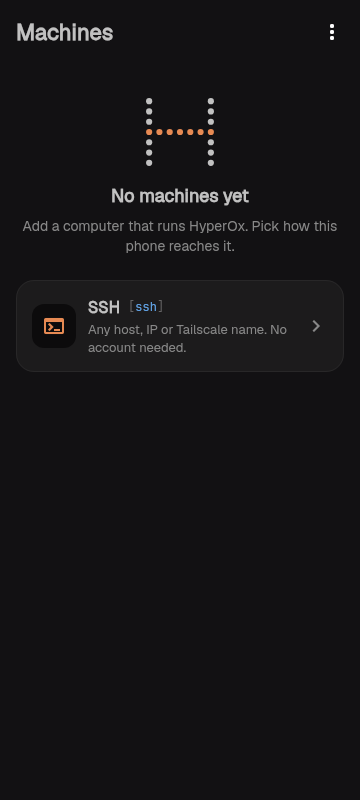 Machines
No machines yet
Add a computer that runs HyperOx. Pick how this
phone reaches it.
SSH [ssh]
Any host, IP or Tailscale name. No
account needed.